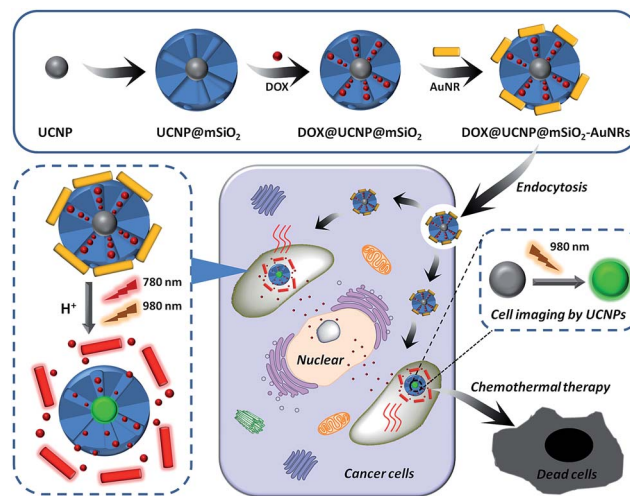 DOX
AuNR
UCNP
UCNP@mSiO₂
DOX@UCNP@mSiO₂
DOX@UCNP@mSiO₂-AuNRs
Endocytosis
H⁺
780 nm
980 nm
980 nm
Cell imaging by UCNPs
Nuclear
Chemothermal therapy
Cancer cells
Dead cells